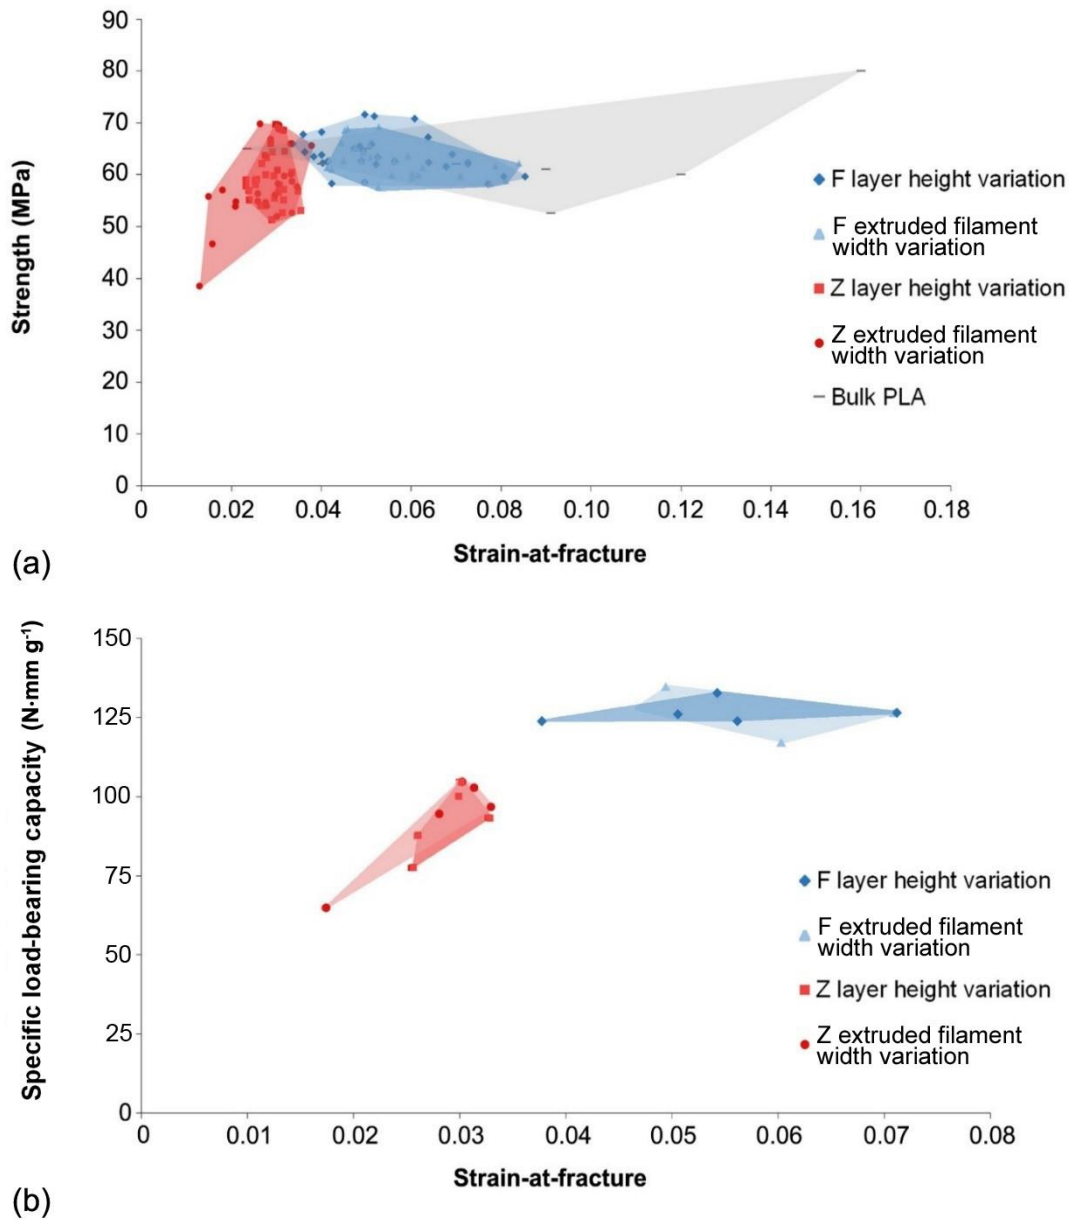 90
80
70
60
50
40
30
20
10
0
Strength (MPa)
0 0.02 0.04 0.06 0.08 0.10 0.12 0.14 0.16 0.18
Strain-at-fracture
F layer height variation
F extruded filament
width variation
Z layer height variation
Z extruded filament
width variation
Bulk PLA
(a)
150
125
100
75
50
25
0
Specific load-bearing capacity (N·mm g⁻¹)
0 0.01 0.02 0.03 0.04 0.05 0.06 0.07 0.08
Strain-at-fracture
F layer height variation
F extruded filament
width variation
Z layer height variation
Z extruded filament
width variation
(b)